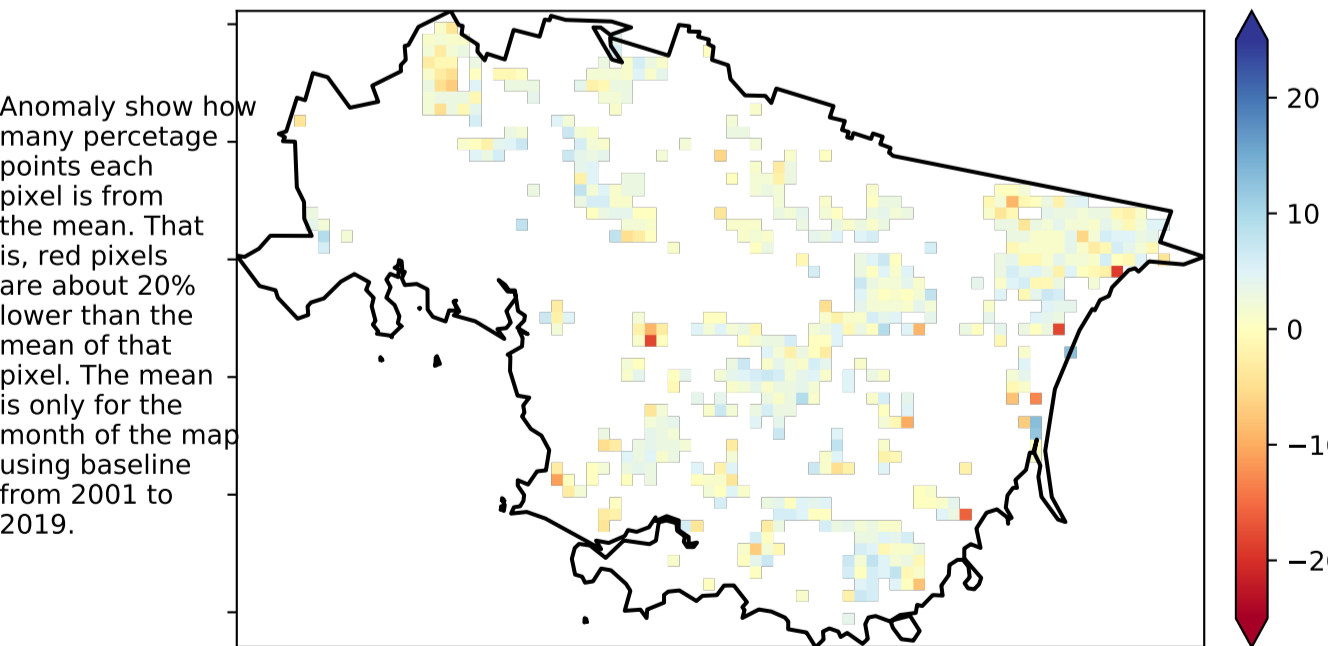 Anomaly show how
many percetage
points each
pixel is from
the mean. That
is, red pixels
are about 20%
lower than the
mean of that
pixel. The mean
is only for the
month of the map
using baseline
from 2001 to
2019.
20
10
0
−10
−20